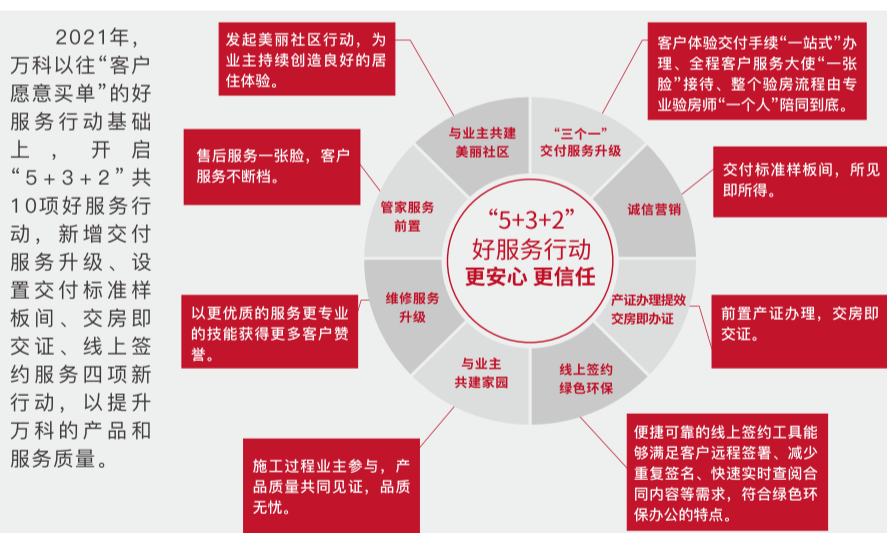 2021年，
万科以往“客户
愿意买单”的好
服务行动基础
上，开启
“5+3+2”共
10项好服务行
动，新增交付
服务升级、设
置交付标准样
板间、交房即
交证、线上签
约服务四项新
行动，以提升
万科的产品和
服务质量。
发起美丽社区行动，为
业主持续创造良好的居
住体验。
客户体验交付手续“一站式”办
理、全程客户服务大使“一张
脸”接待、整个验房流程由专
业验房师“一个人”陪同到底。
售后服务一张脸，客户
服务不断档。
交付标准样板间，所见
即所得。
以更优质的服务更专业
的技能获得更多客户赞
誉。
前置产证办理，交房即
交证。
施工过程业主参与，产
品质量共同见证，品质
无忧。
便捷可靠的线上签约工具能
够满足客户远程签署、减少
重复签名、快速实时查阅合
同内容等需求，符合绿色环
保办公的特点。
与业主共建
美丽社区
“三个一”
交付服务升级
管家服务
前置
诚信营销
维修服务
升级
产证办理提效
交房即办证
与业主
共建家园
线上签约
绿色环保
“5+3+2”
好服务行动
更安心 更信任